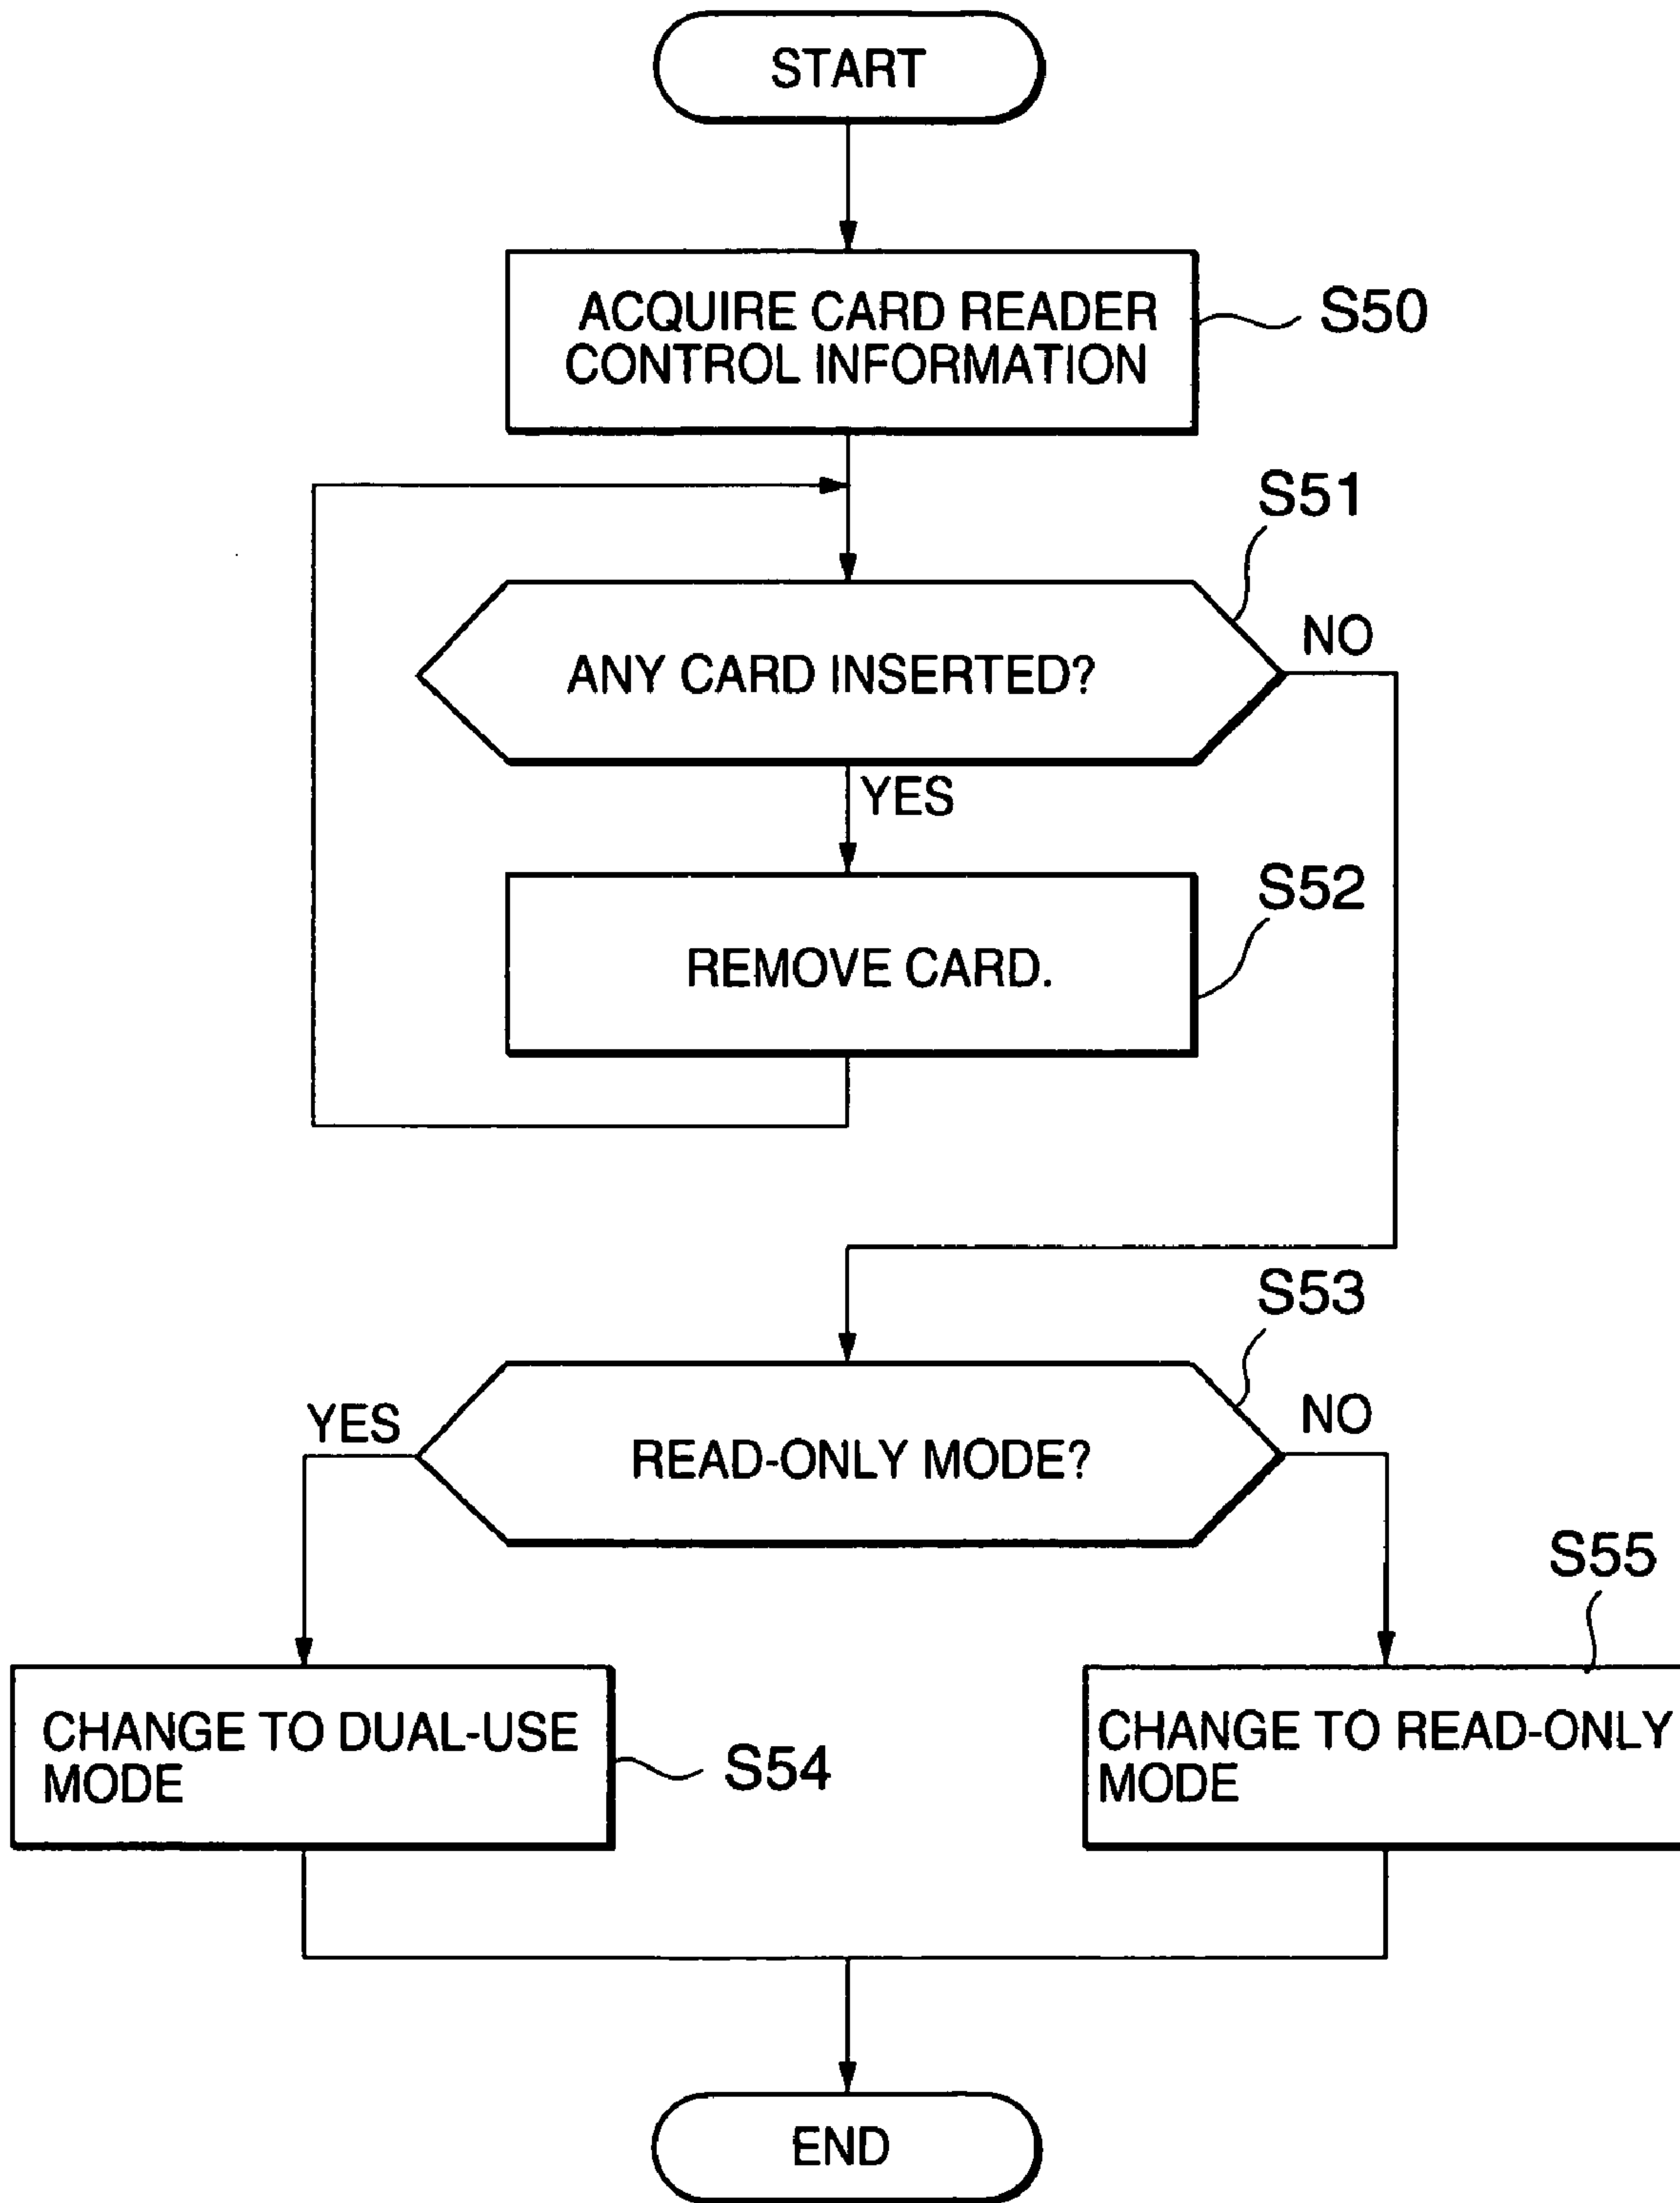 START
ACQUIRE CARD READER
CONTROL INFORMATION
S50
S51
ANY CARD INSERTED?
NO
YES
S52
REMOVE CARD.
S53
YES
READ-ONLY MODE?
NO
S55
CHANGE TO DUAL-USE
MODE
S54
CHANGE TO READ-ONLY
MODE
END